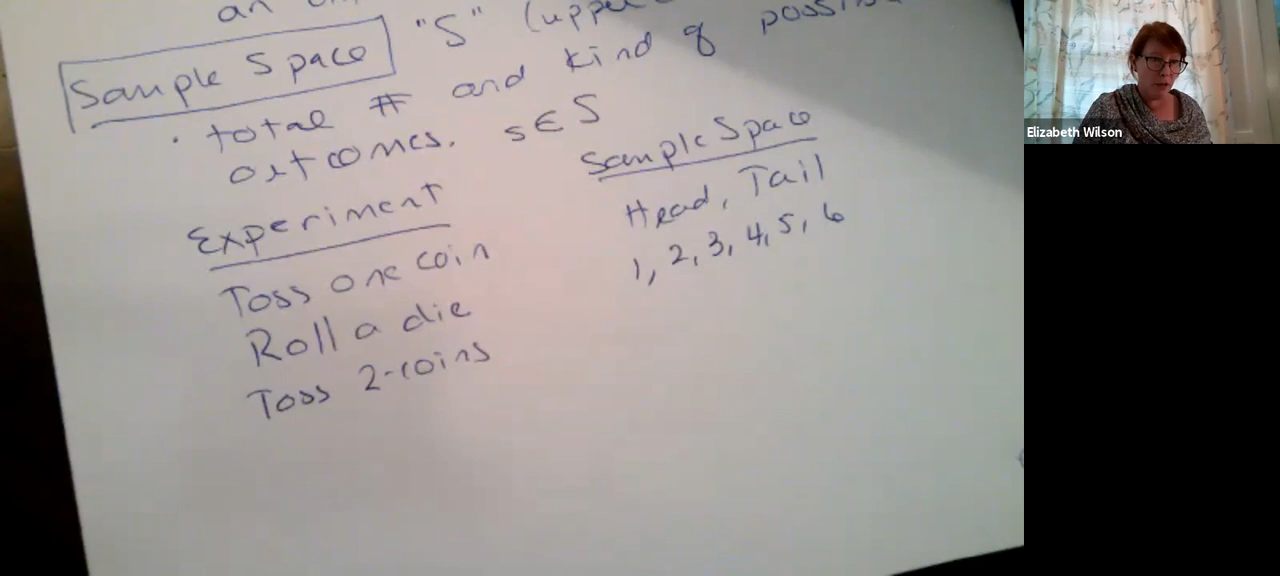 an
Sample Space "S" (uppe
• total # and kind of possi
outcomes. s∈S
Experiment Sample Space
Toss one coin Head, Tail
Roll a die 1, 2, 3, 4, 5, 6
Toss 2-coins
Elizabeth Wilson